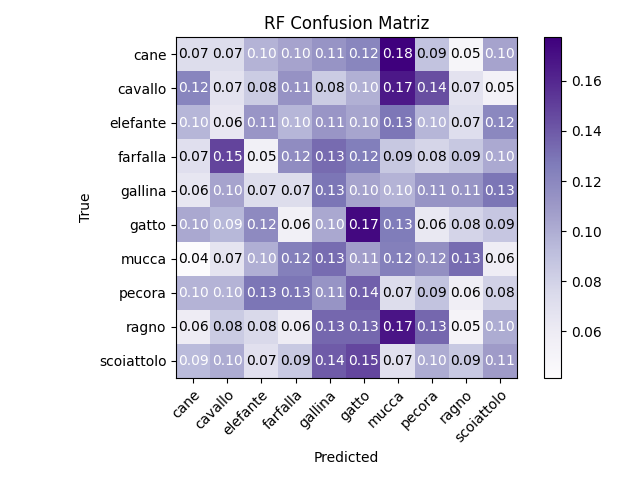 RF Confusion Matriz
cane 0.07 0.07 0.10 0.10 0.11 0.12 0.18 0.09 0.05 0.10
cavallo 0.12 0.07 0.08 0.11 0.08 0.10 0.17 0.14 0.07 0.05
elefante 0.10 0.06 0.11 0.10 0.11 0.10 0.13 0.10 0.07 0.12
farfalla 0.07 0.15 0.05 0.12 0.13 0.12 0.09 0.08 0.09 0.10
gallina 0.06 0.10 0.07 0.07 0.13 0.10 0.10 0.11 0.11 0.13
gatto 0.10 0.09 0.12 0.06 0.10 0.17 0.13 0.06 0.08 0.09
mucca 0.04 0.07 0.10 0.12 0.13 0.11 0.12 0.12 0.13 0.06
pecora 0.10 0.10 0.13 0.13 0.11 0.14 0.07 0.09 0.06 0.08
ragno 0.06 0.08 0.08 0.06 0.13 0.13 0.17 0.13 0.05 0.10
scoiattolo 0.09 0.10 0.07 0.09 0.14 0.15 0.07 0.10 0.09 0.11
cane cavallo elefante farfalla gallina gatto mucca pecora ragno scoiattolo
Predicted
True
0.16
0.14
0.12
0.10
0.08
0.06